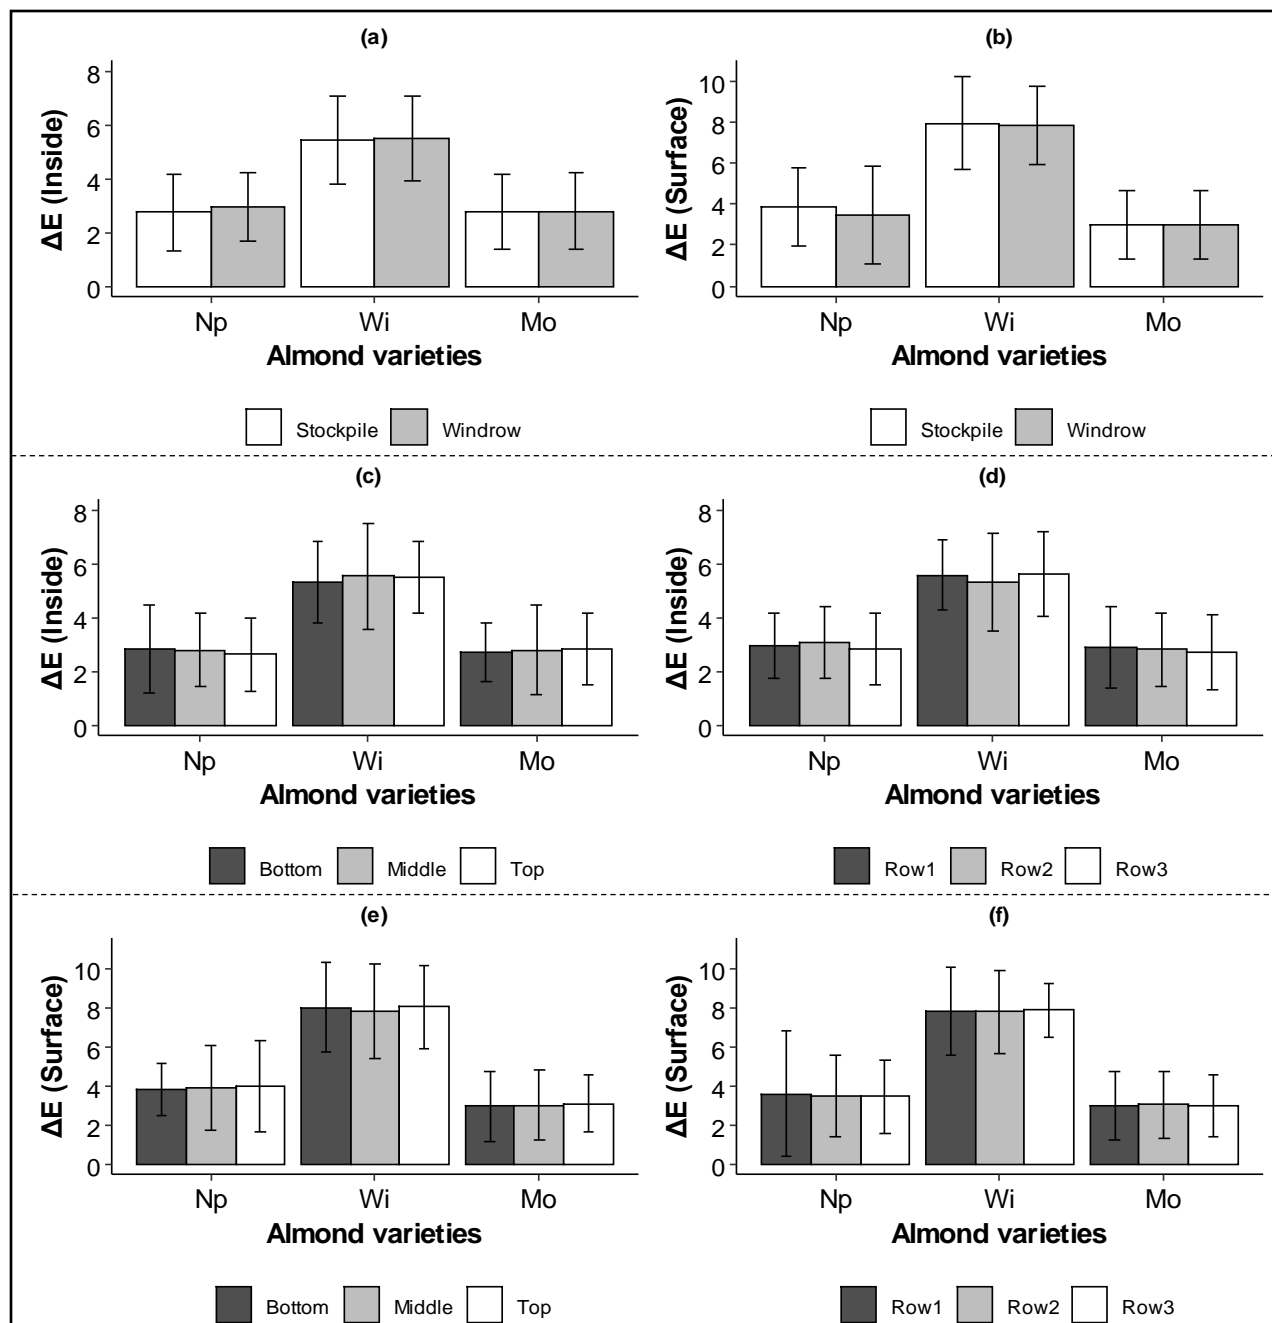 (a)
ΔE (Inside)
8
6
4
2
0
Np Wi Mo
Almond varieties
Stockpile Windrow
(b)
ΔE (Surface)
10
8
6
4
2
0
Np Wi Mo
Almond varieties
Stockpile Windrow
(c)
ΔE (Inside)
8
6
4
2
0
Np Wi Mo
Almond varieties
Bottom Middle Top
(d)
ΔE (Inside)
8
6
4
2
0
Np Wi Mo
Almond varieties
Row1 Row2 Row3
(e)
ΔE (Surface)
10
8
6
4
2
0
Np Wi Mo
Almond varieties
Bottom Middle Top
(f)
ΔE (Surface)
10
8
6
4
2
0
Np Wi Mo
Almond varieties
Row1 Row2 Row3